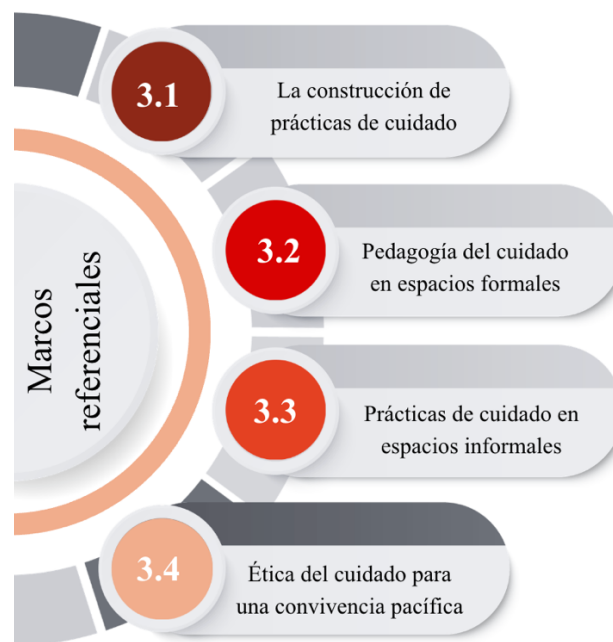 Marcos
referenciales
3.1
La construcción de
prácticas de cuidado
3.2
Pedagogía del cuidado
en espacios formales
3.3
Prácticas de cuidado en
espacios informales
3.4
Ética del cuidado para
una convivencia pacífica